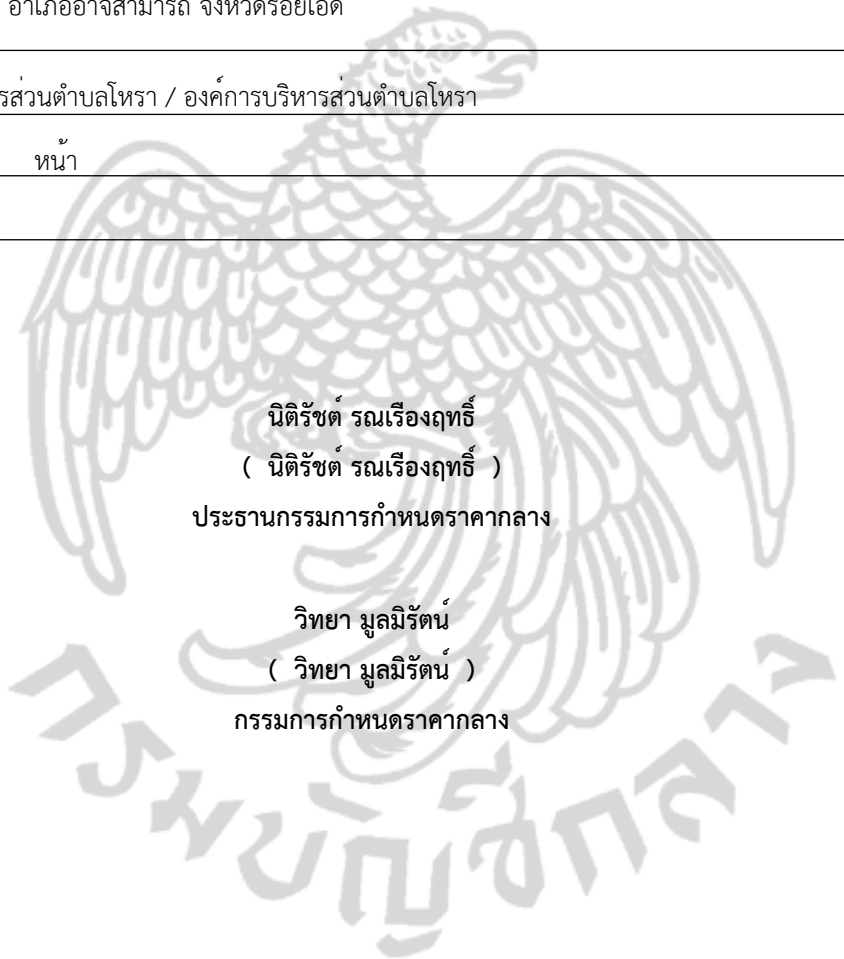 อำเภออาจสามารถ จังหวัดร้อยเอ็ด
รส่วนตำบลโหรา / องค์การบริหารส่วนตำบลโหรา
หน้า
นิติรัชต์ รณเรืองฤทธิ์
( นิติรัชต์ รณเรืองฤทธิ์ )
ประธานกรรมการกำหนดราคากลาง
วิทยา มูลมิรัตน์
( วิทยา มูลมิรัตน์ )
กรรมการกำหนดราคากลาง
กรมบัญชีกลาง